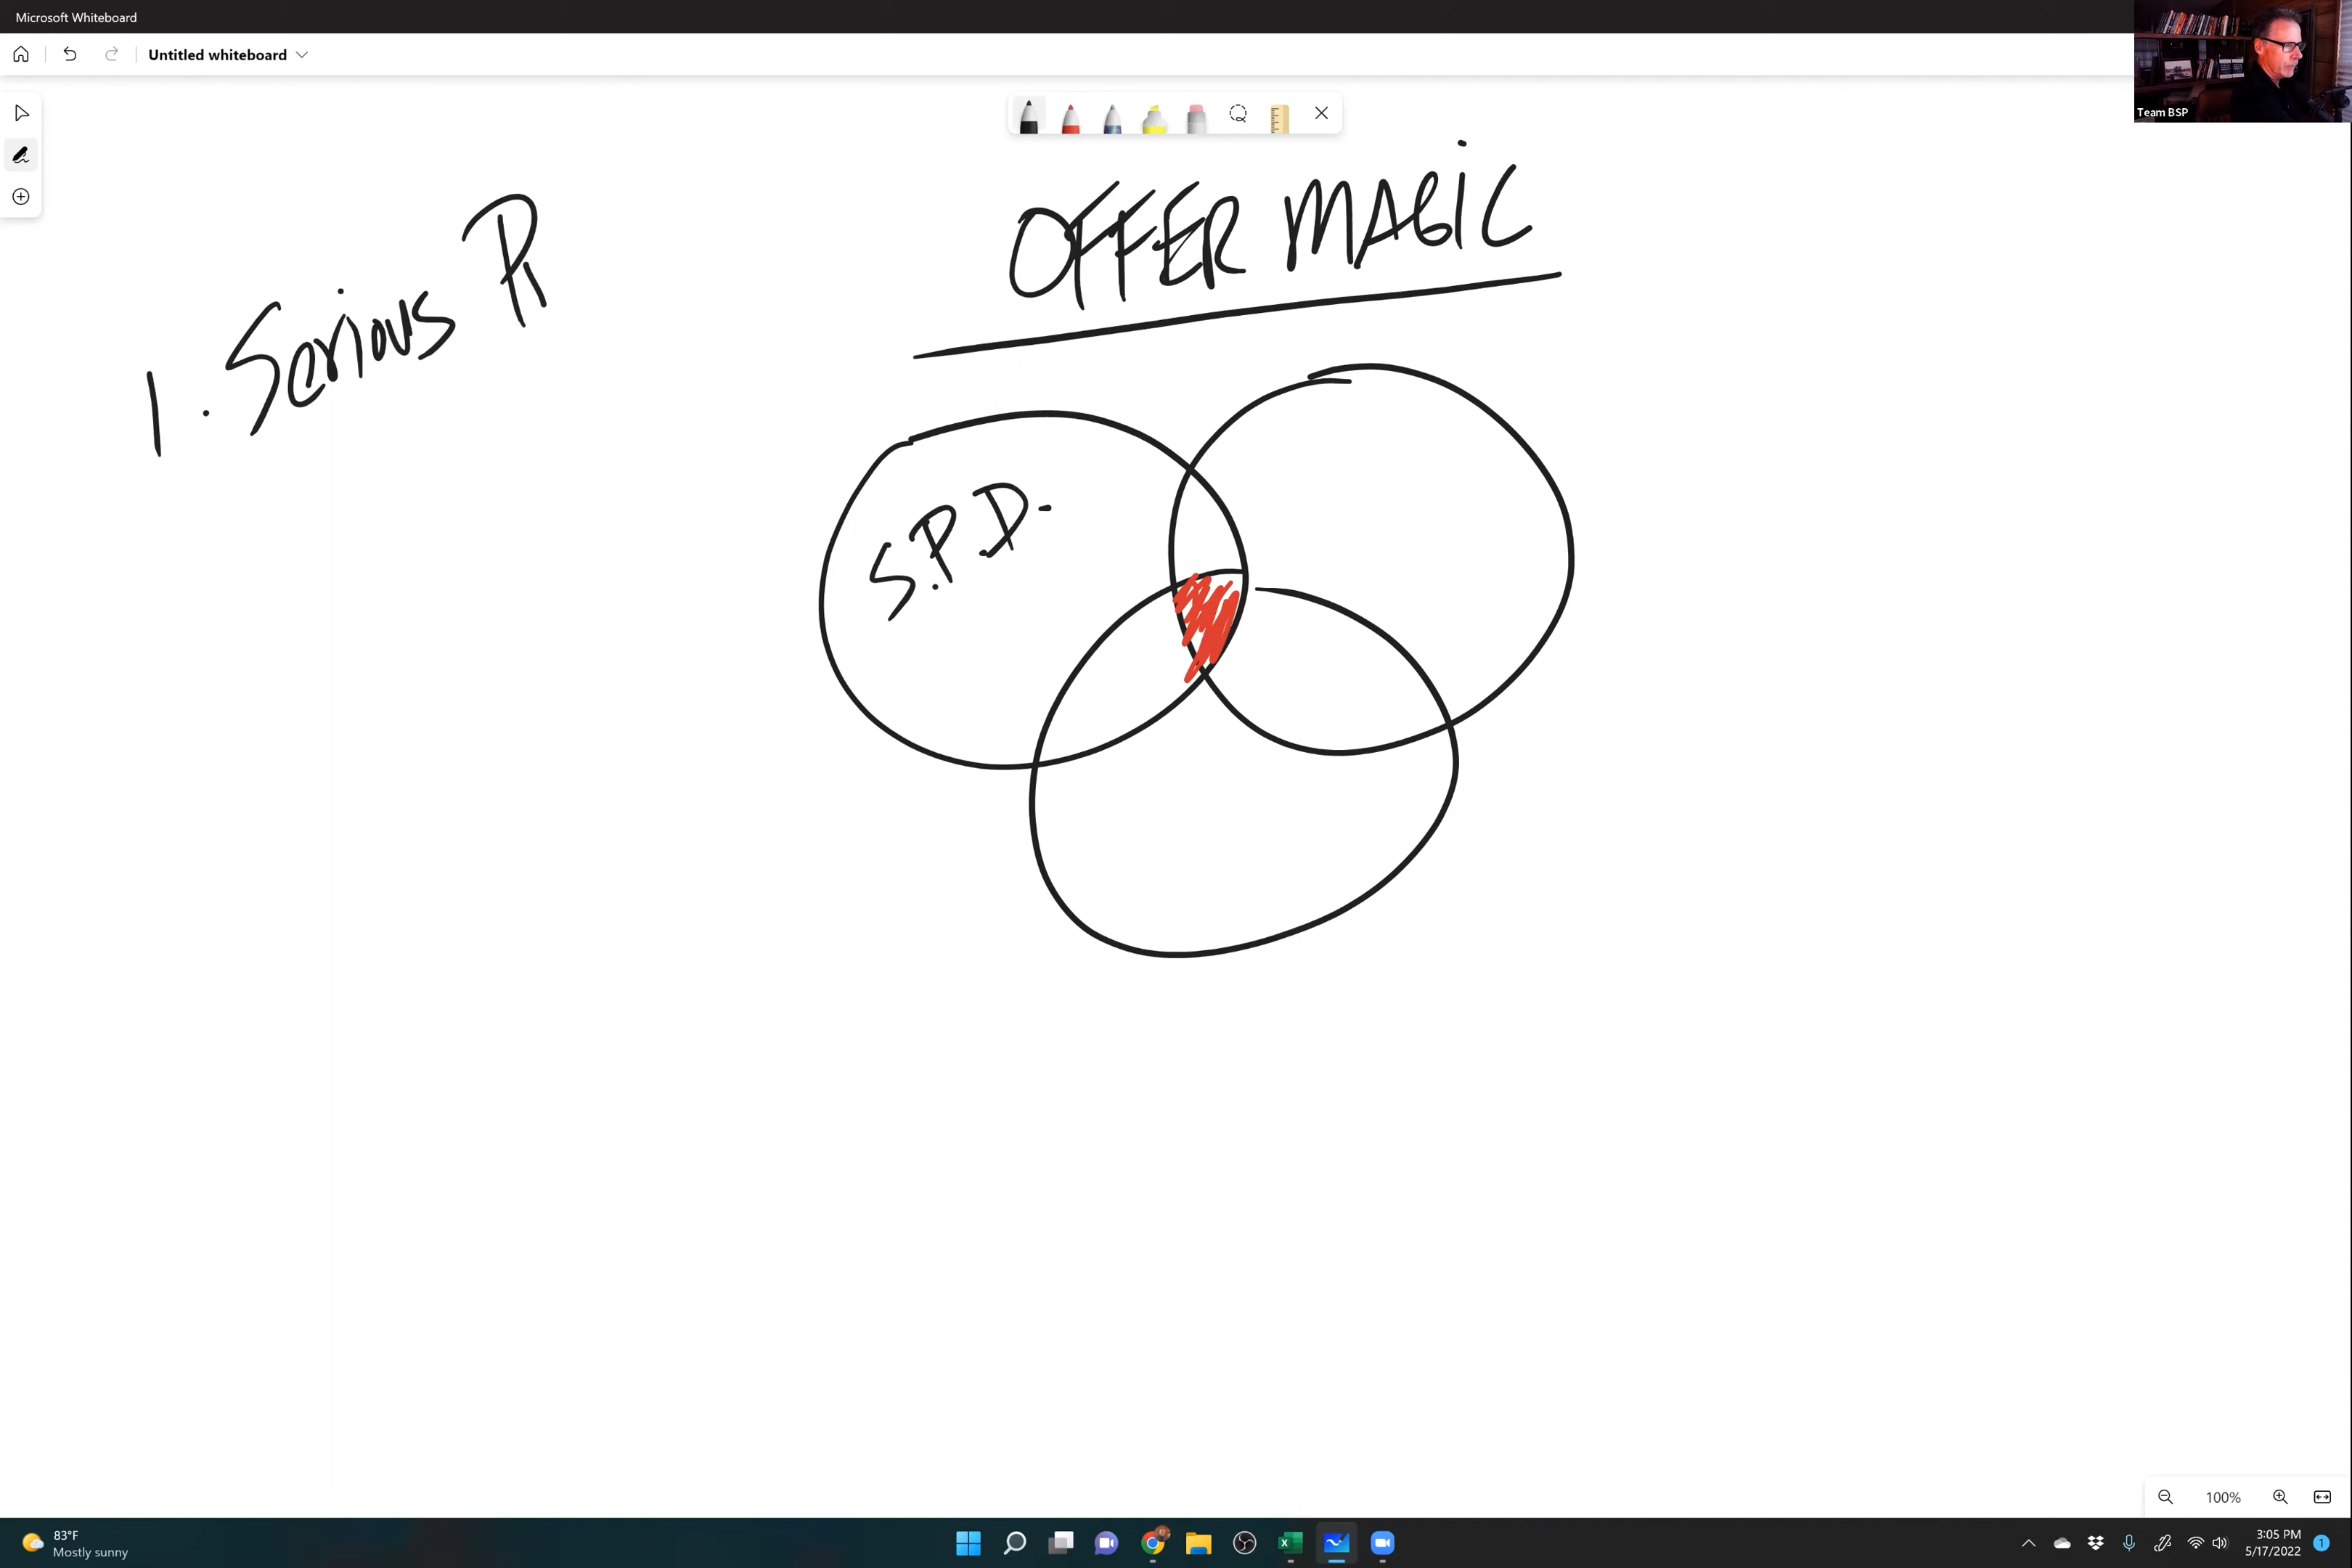 Microsoft Whiteboard
Untitled whiteboard
Team BSP
OFFER MAGiC
1. Serious
S.P.D.
100%
83°F
Mostly sunny
3:05 PM
5/17/2022
1